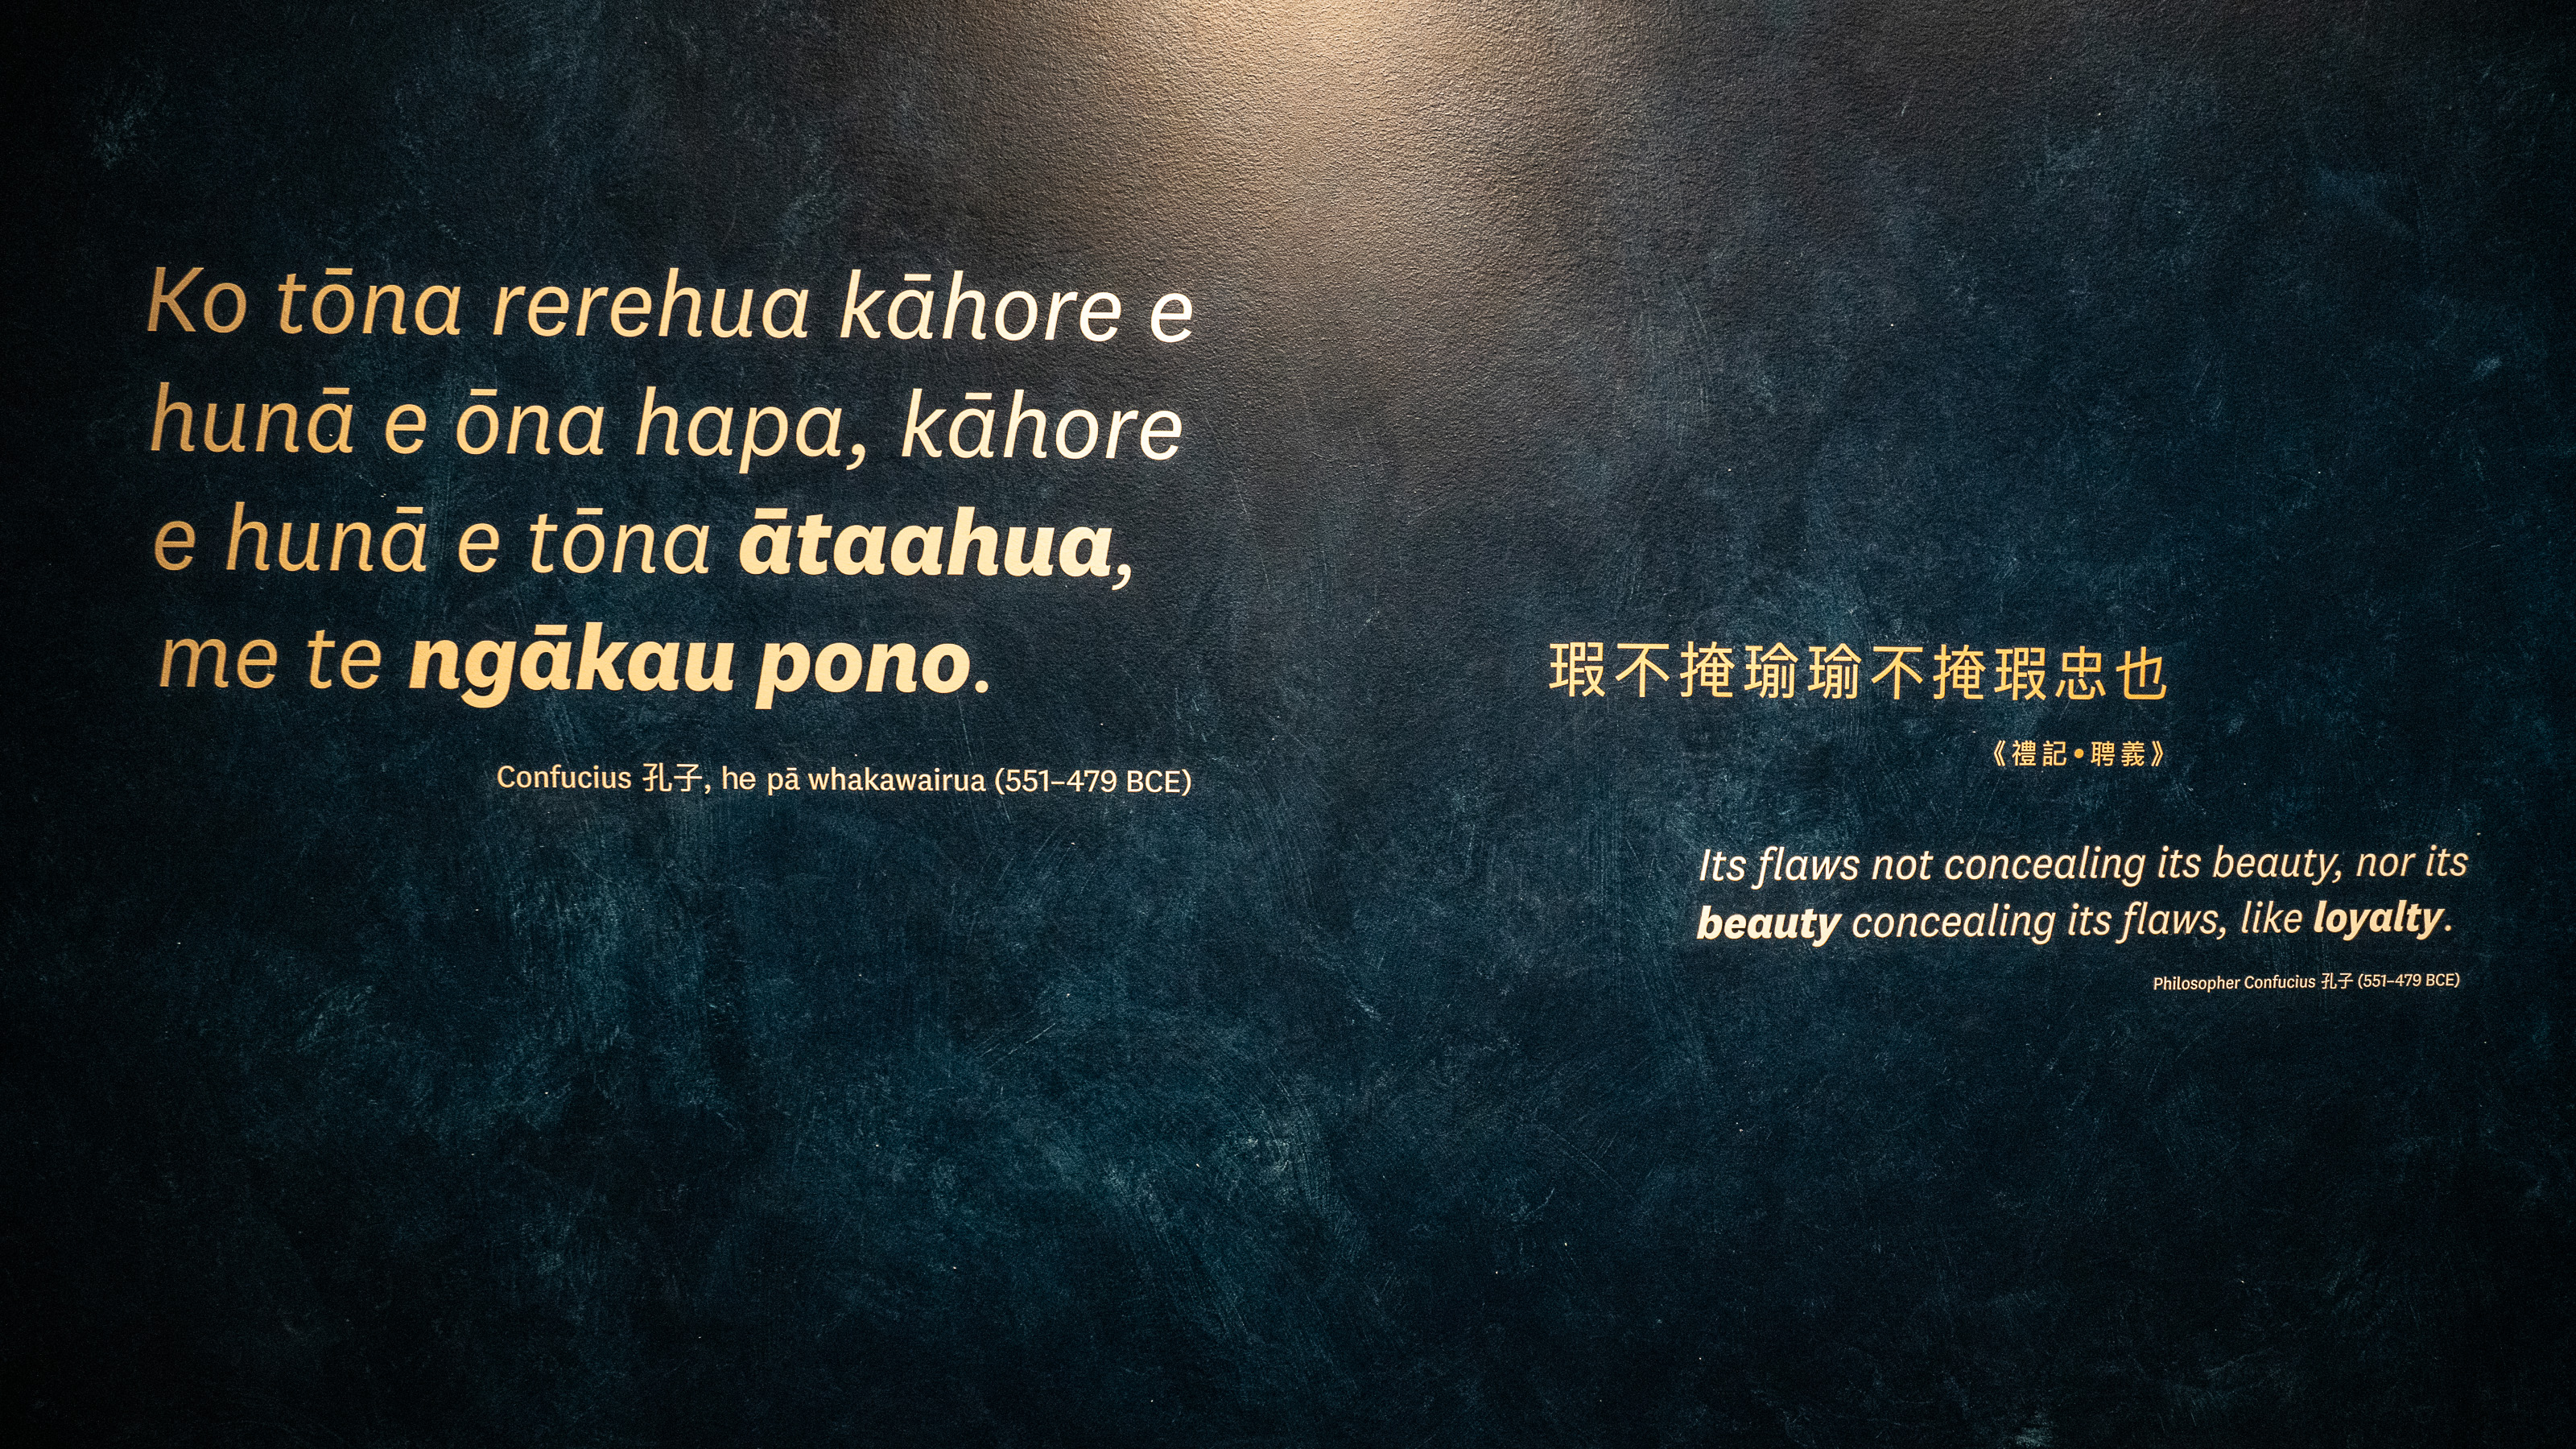 Ko tōna rerehua kāhore e
hunā e ōna hapa, kāhore
e hunā e tōna ātaahua,
me te ngākau pono.
Confucius 孔子, he pā whakawairua (551–479 BCE)
瑕不掩瑜瑜不掩瑕忠也
《禮記•聘義》
Its flaws not concealing its beauty, nor its
beauty concealing its flaws, like loyalty.
Philosopher Confucius 孔子 (551–479 BCE)